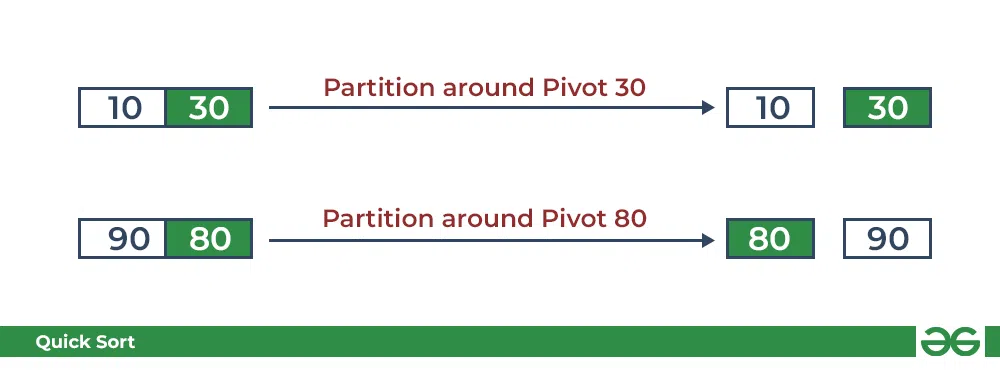 10 30 Partition around Pivot 30 10 30
90 80 Partition around Pivot 80 80 90
Quick Sort